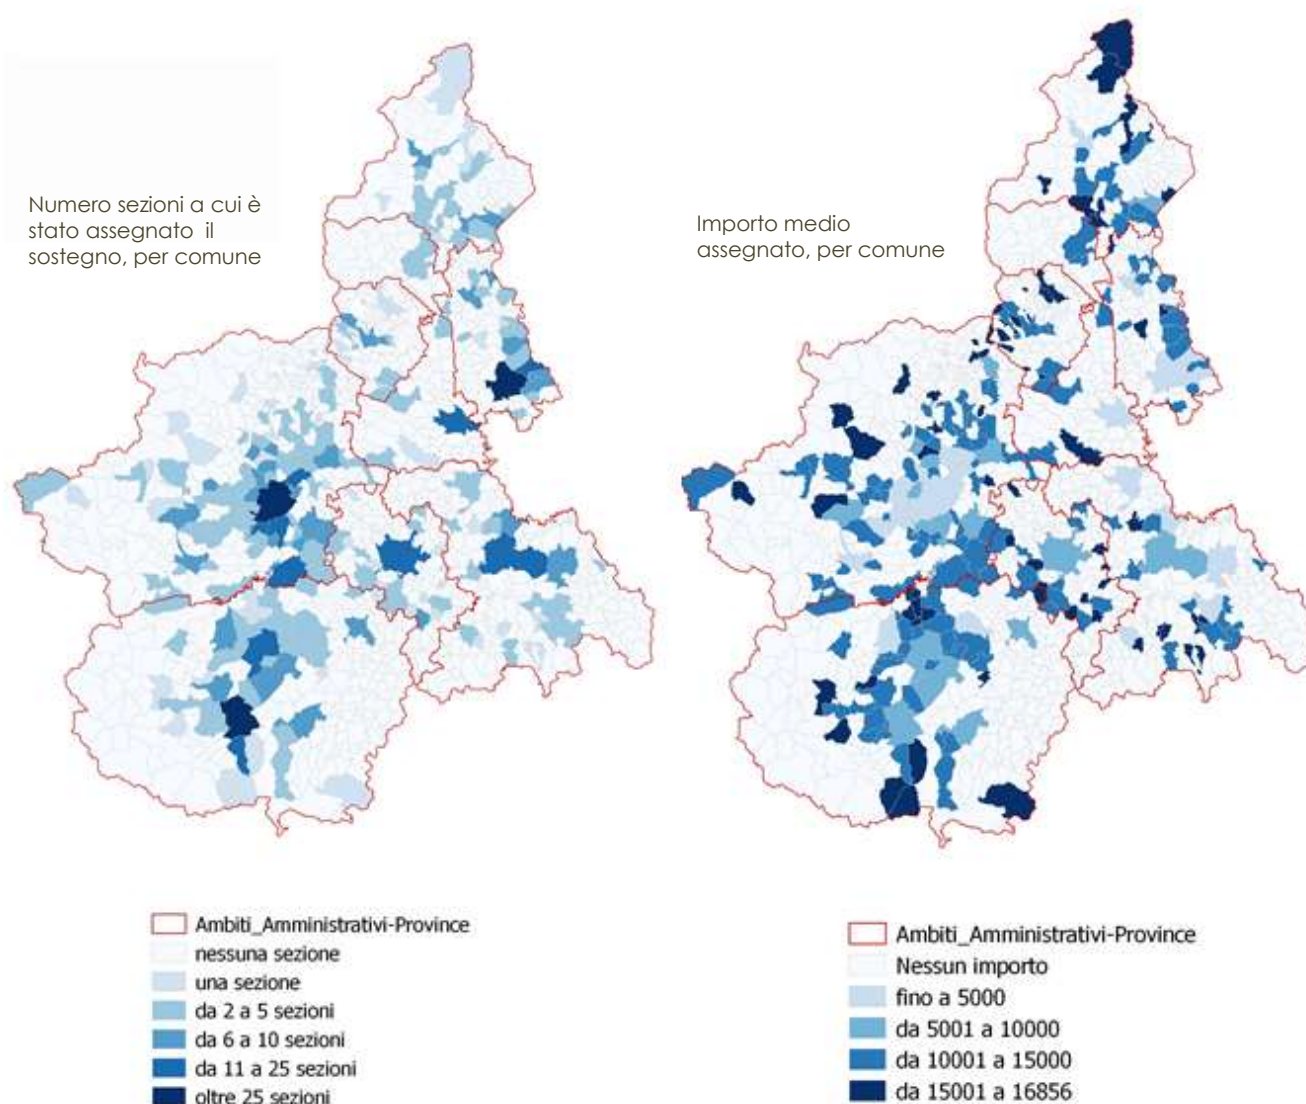 Numero sezioni a cui è
stato assegnato il
sostegno, per comune
Importo medio
assegnato, per comune
Ambiti_Amministrativi-Province
nessuna sezione
una sezione
da 2 a 5 sezioni
da 6 a 10 sezioni
da 11 a 25 sezioni
oltre 25 sezioni
Ambiti_Amministrativi-Province
Nessun importo
fino a 5000
da 5001 a 10000
da 10001 a 15000
da 15001 a 16856